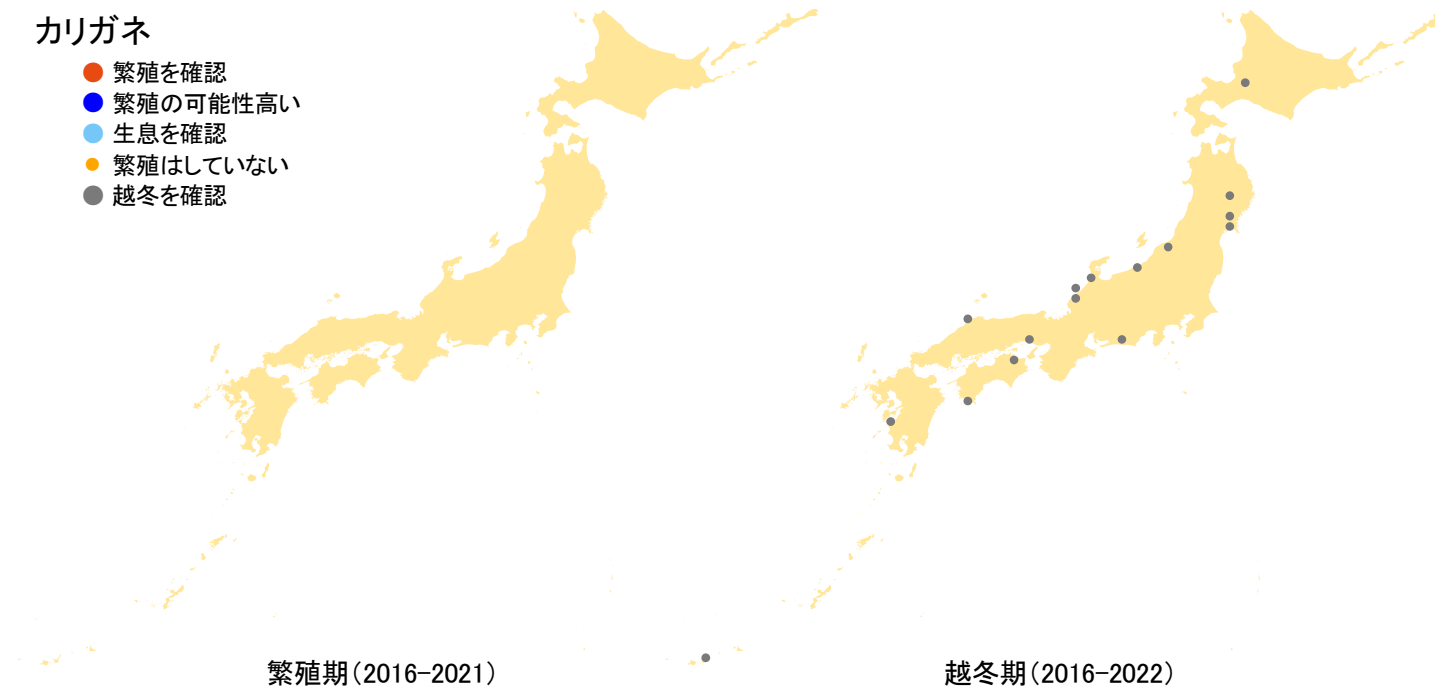 カリガネ
繁殖を確認
繁殖の可能性高い
生息を確認
繁殖はしていない
越冬を確認
繁殖期(2016-2021)
越冬期(2016-2022)